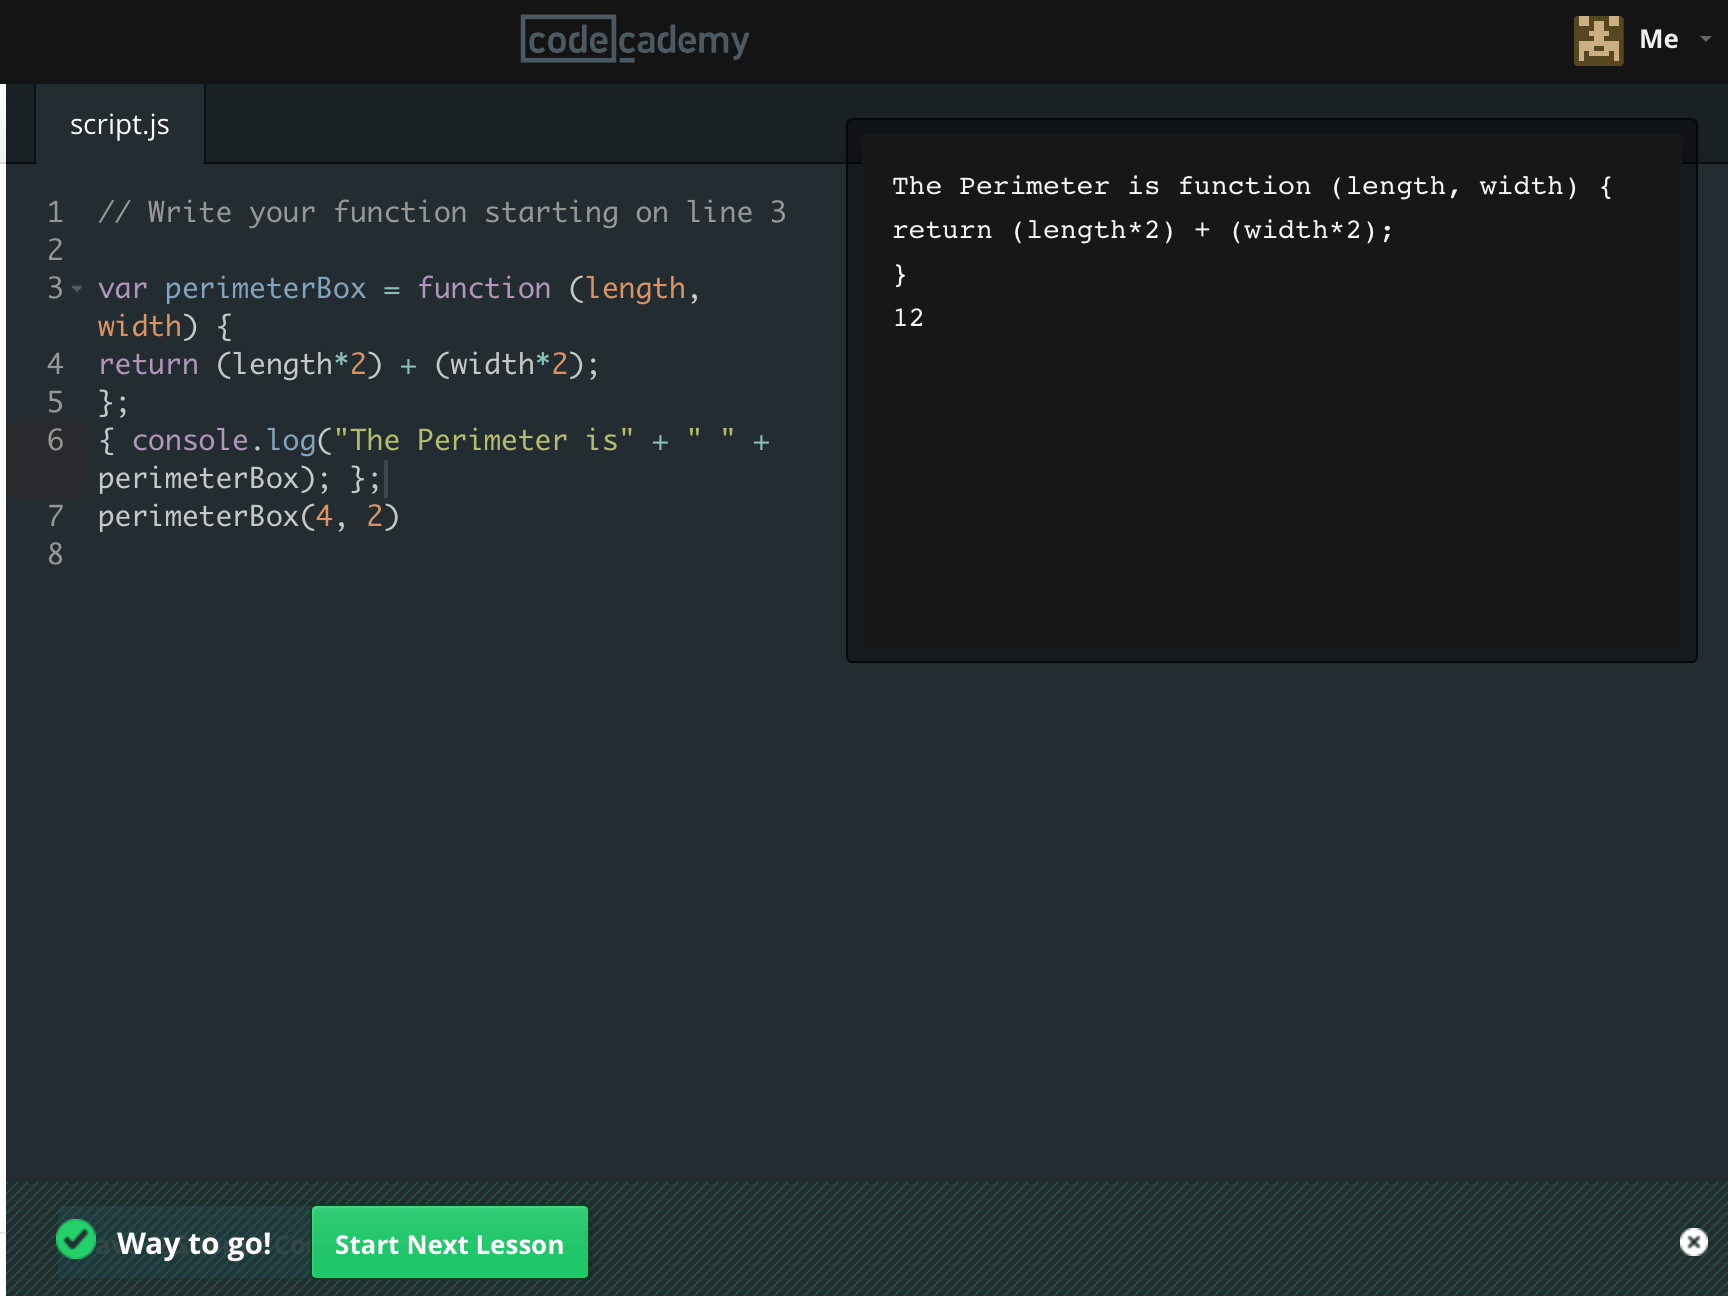 codecademy
Me
script.js
1 // Write your function starting on line 3
2
3 var perimeterBox = function (length,
width) {
4 return (length*2) + (width*2);
5 };
6 { console.log("The Perimeter is" + " " +
perimeterBox); };
7 perimeterBox(4, 2)
8
The Perimeter is function (length, width) {
return (length*2) + (width*2);
}
12
Way to go!
Start Next Lesson